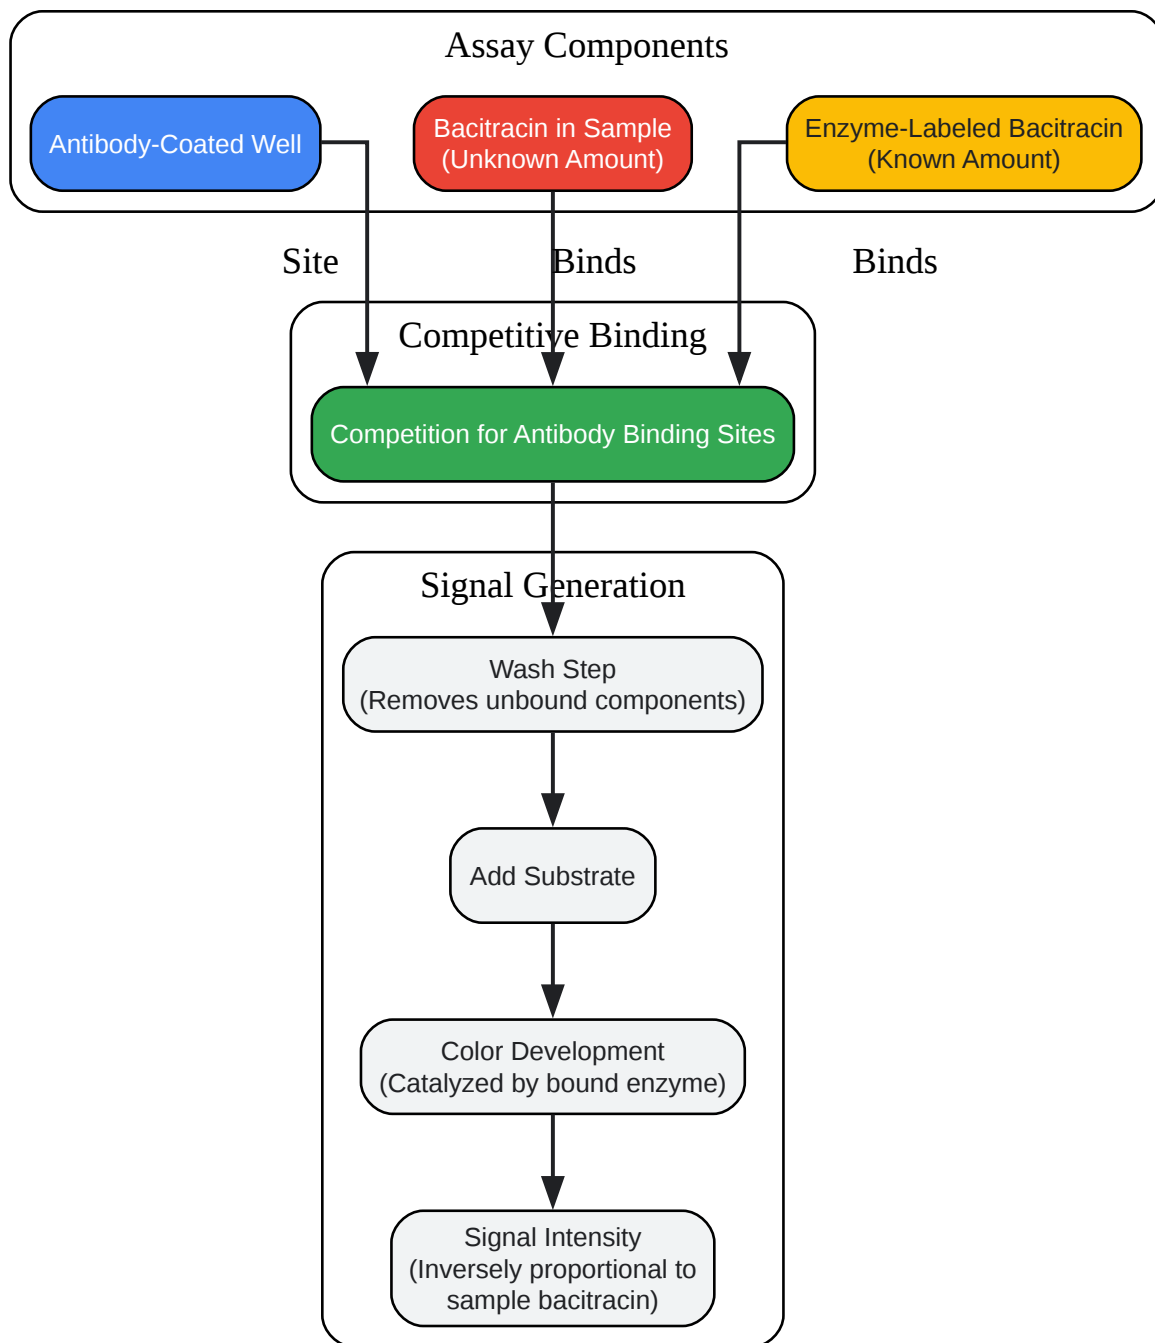 Assay Components
Antibody-Coated Well
Bacitracin in Sample
(Unknown Amount)
Enzyme-Labeled Bacitracin
(Known Amount)
Site
Binds
Binds
Competitive Binding
Competition for Antibody Binding Sites
Signal Generation
Wash Step
(Removes unbound components)
Add Substrate
Color Development
(Catalyzed by bound enzyme)
Signal Intensity
(Inversely proportional to
sample bacitracin)